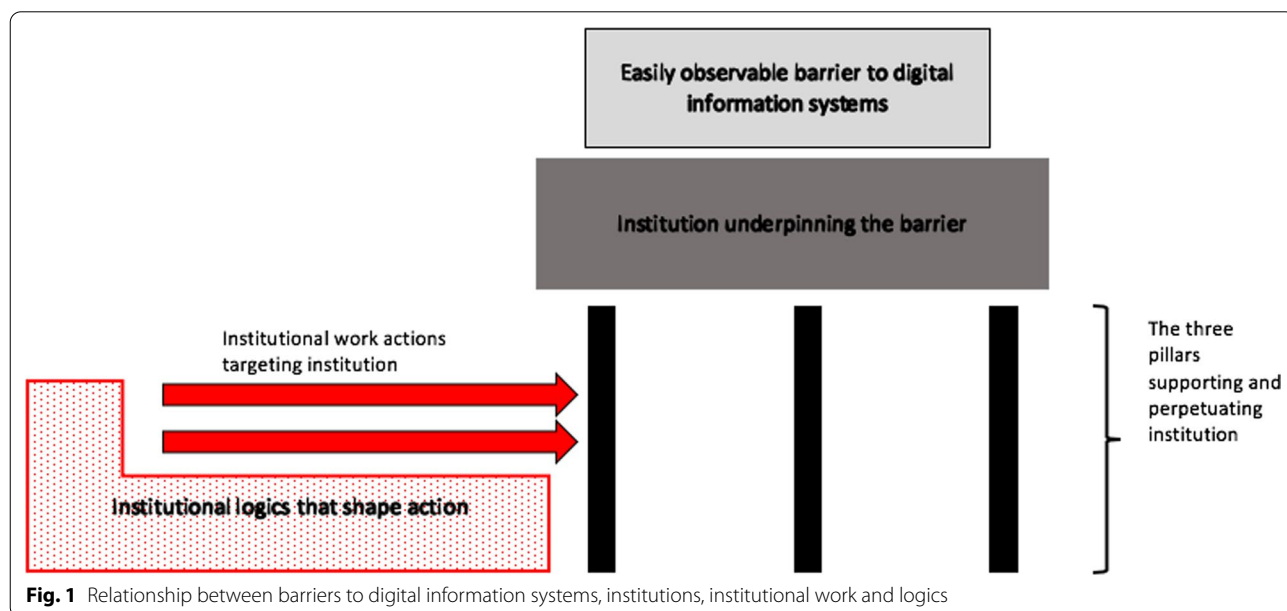 Easily observable barrier to digital
information systems
Institution underpinning the barrier
Institutional work actions
targeting institution
The three
pillars
supporting and
perpetuating
institution
Institutional logics that shape action
Fig. 1 Relationship between barriers to digital information systems, institutions, institutional work and logics